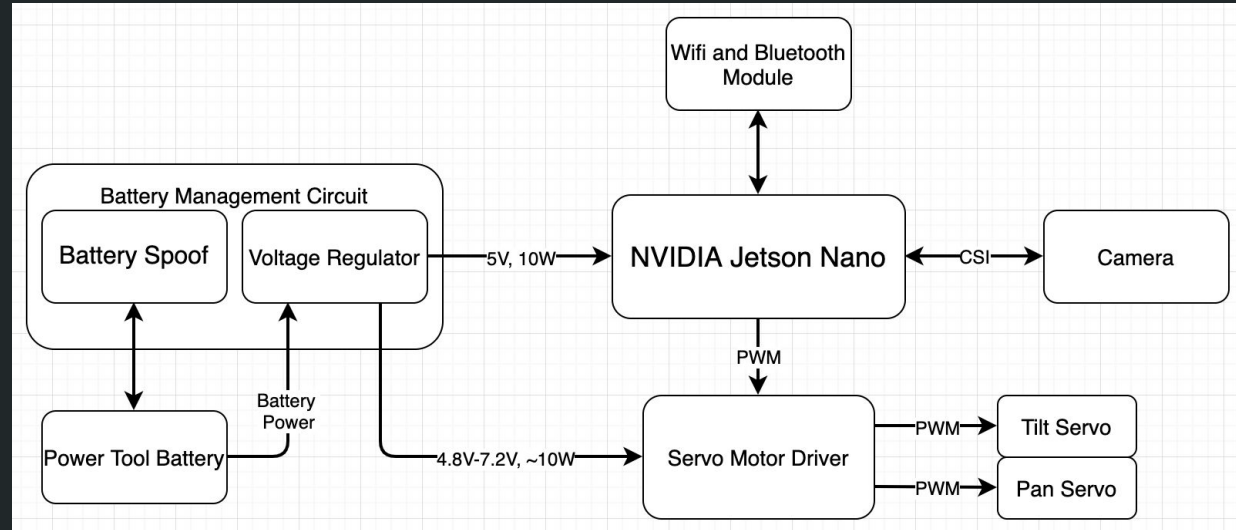 Wifi and Bluetooth
Module
Battery Management Circuit
Battery Spoof
Voltage Regulator
5V, 10W
NVIDIA Jetson Nano
CSI
Camera
PWM
Battery
Power
Power Tool Battery
4.8V-7.2V, ~10W
Servo Motor Driver
PWM
Tilt Servo
PWM
Pan Servo